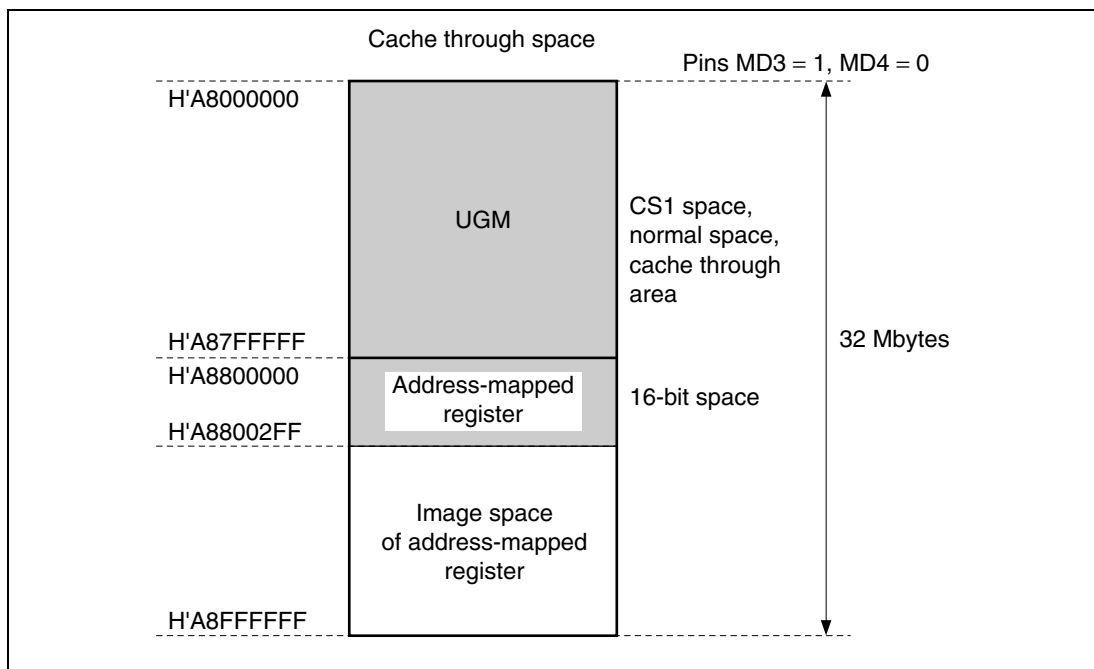 Cache through space
Pins MD3 = 1, MD4 = 0
H'A8000000
UGM
CS1 space,
normal space,
cache through
area
H'A87FFFFF
32 Mbytes
H'A8800000
Address-mapped
register
16-bit space
H'A88002FF
Image space
of address-mapped
register
H'A8FFFFFF